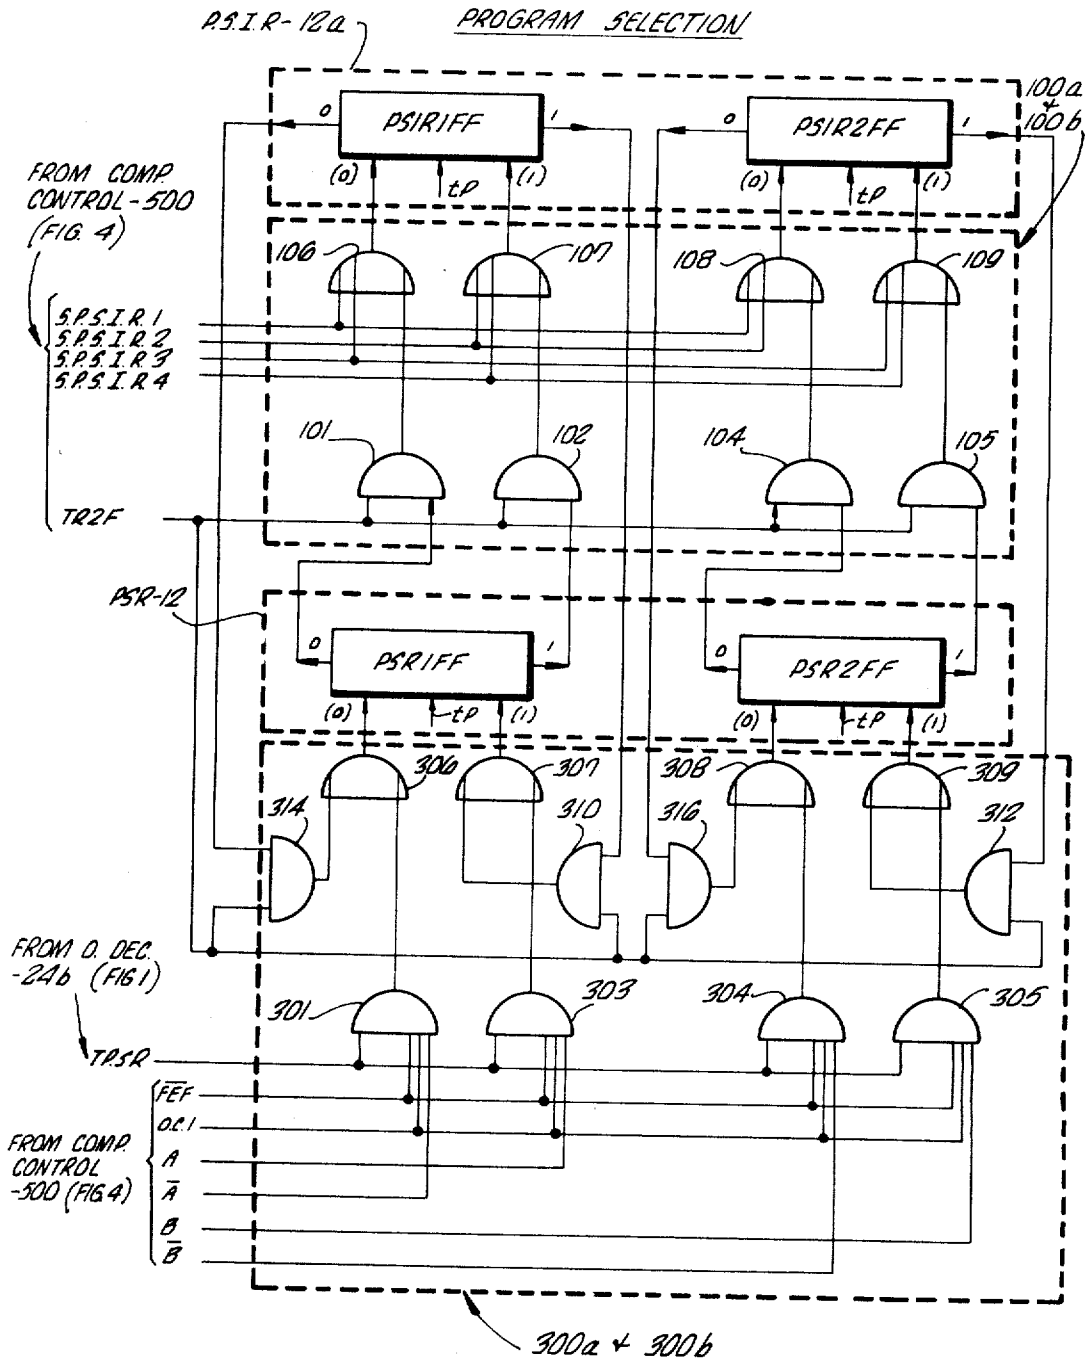 P.S.I.R-12a
PROGRAM SELECTION
100a
+
100b
0
PSIR1FF
1
0
PSIR2FF
1
(0)
tP
(1)
(0)
tP
(1)
FROM COMP.
CONTROL-500
(FIG. 4)
106
107
108
109
S.P.S.I.R. 1
S.P.S.I.R. 2
S.P.S.I.R. 3
S.P.S.I.R. 4
101
102
104
105
TR2F
PSR-12
0
PSR1FF
1
0
PSR2FF
1
(0)
tP
(1)
(0)
tP
(1)
306
307
308
309
314
310
316
312
FROM O. DEC.
-24b (FIG 1)
301
303
304
305
T.P.S.R
F̅E̅F̅
O.C.1
FROM COMP.
CONTROL
-500 (FIG. 4)
A
A̅
B
B̅
300a + 300b